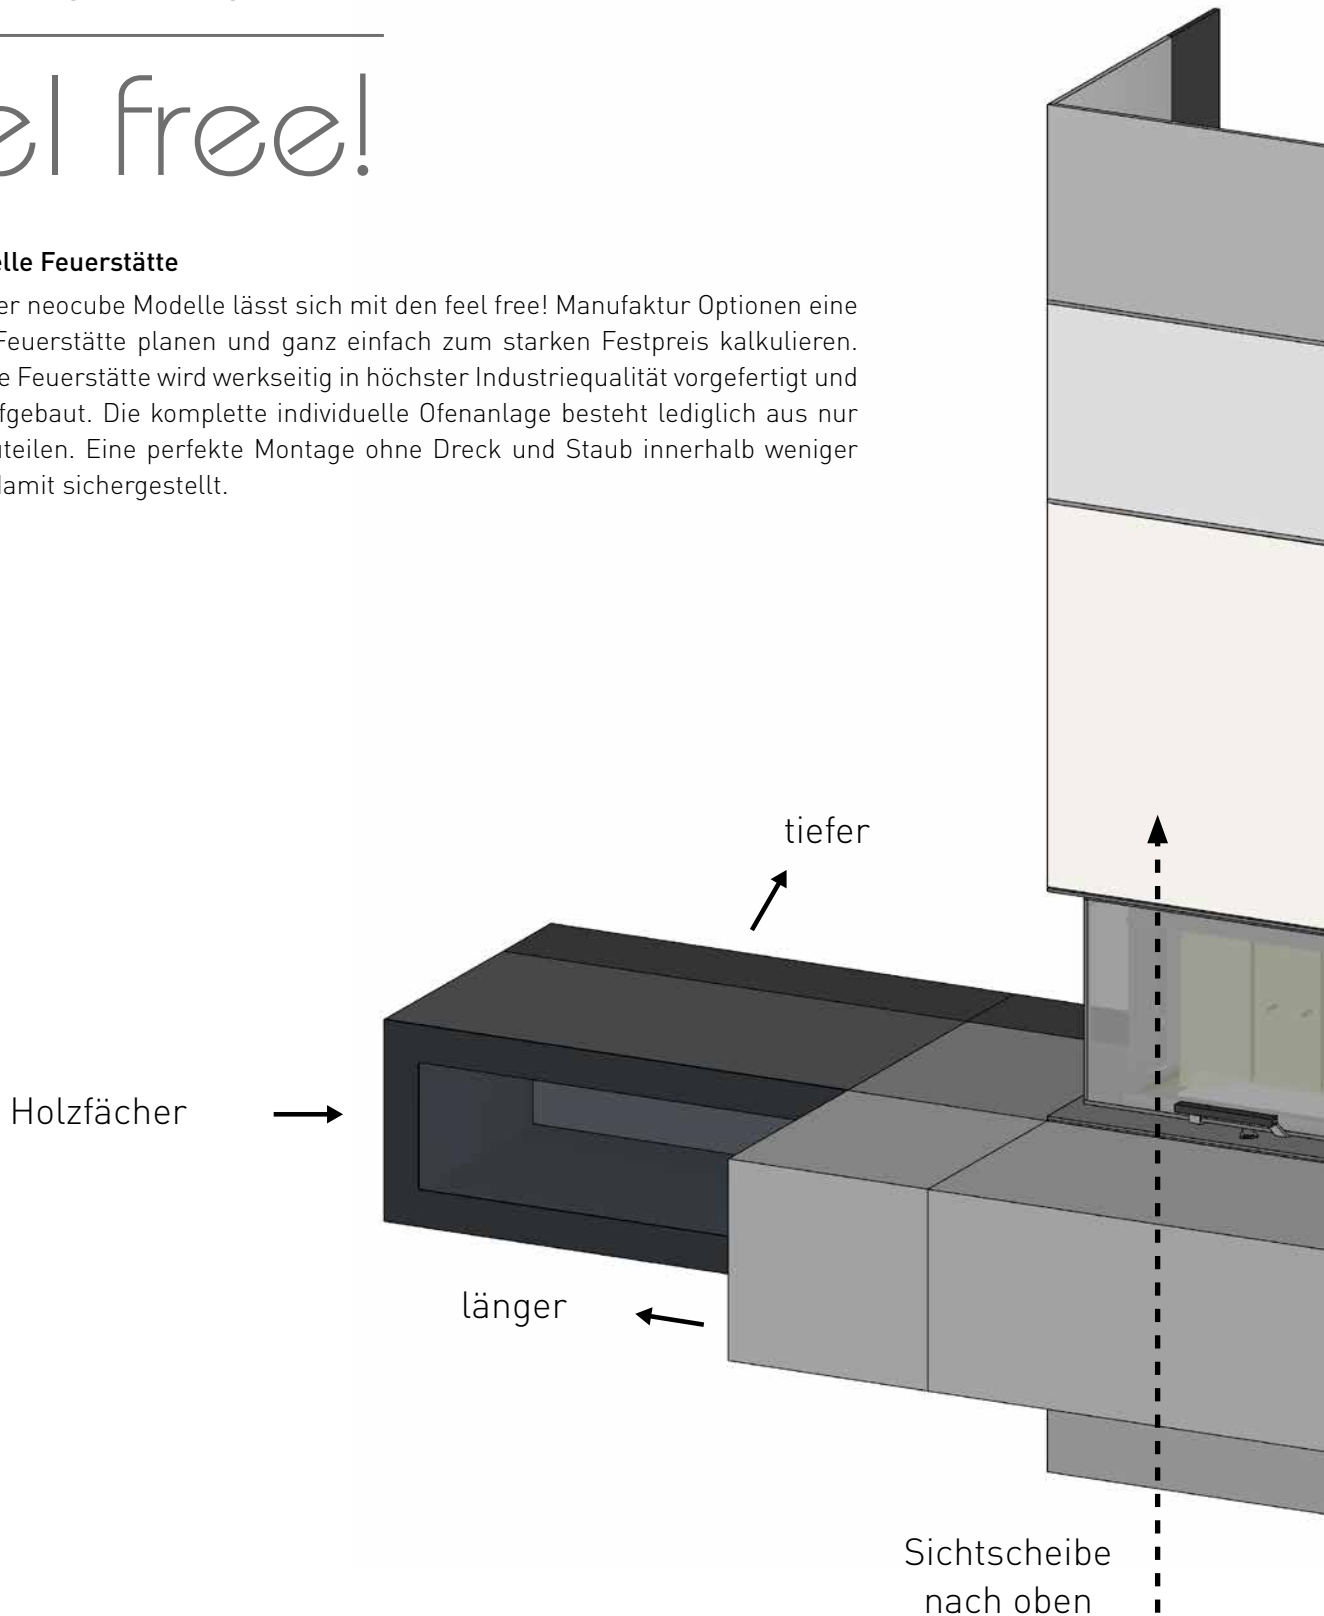 el free!
elle Feuerstätte
er neocube Modelle lässt sich mit den feel free! Manufaktur Optionen eine
Feuerstätte planen und ganz einfach zum starken Festpreis kalkulieren.
e Feuerstätte wird werkseitig in höchster Industriequalität vorgefertigt und
fgebaut. Die komplette individuelle Ofenanlage besteht lediglich aus nur
uteilen. Eine perfekte Montage ohne Dreck und Staub innerhalb weniger
damit sichergestellt.
tiefer
Holzfächer
länger
Sichtscheibe
nach oben